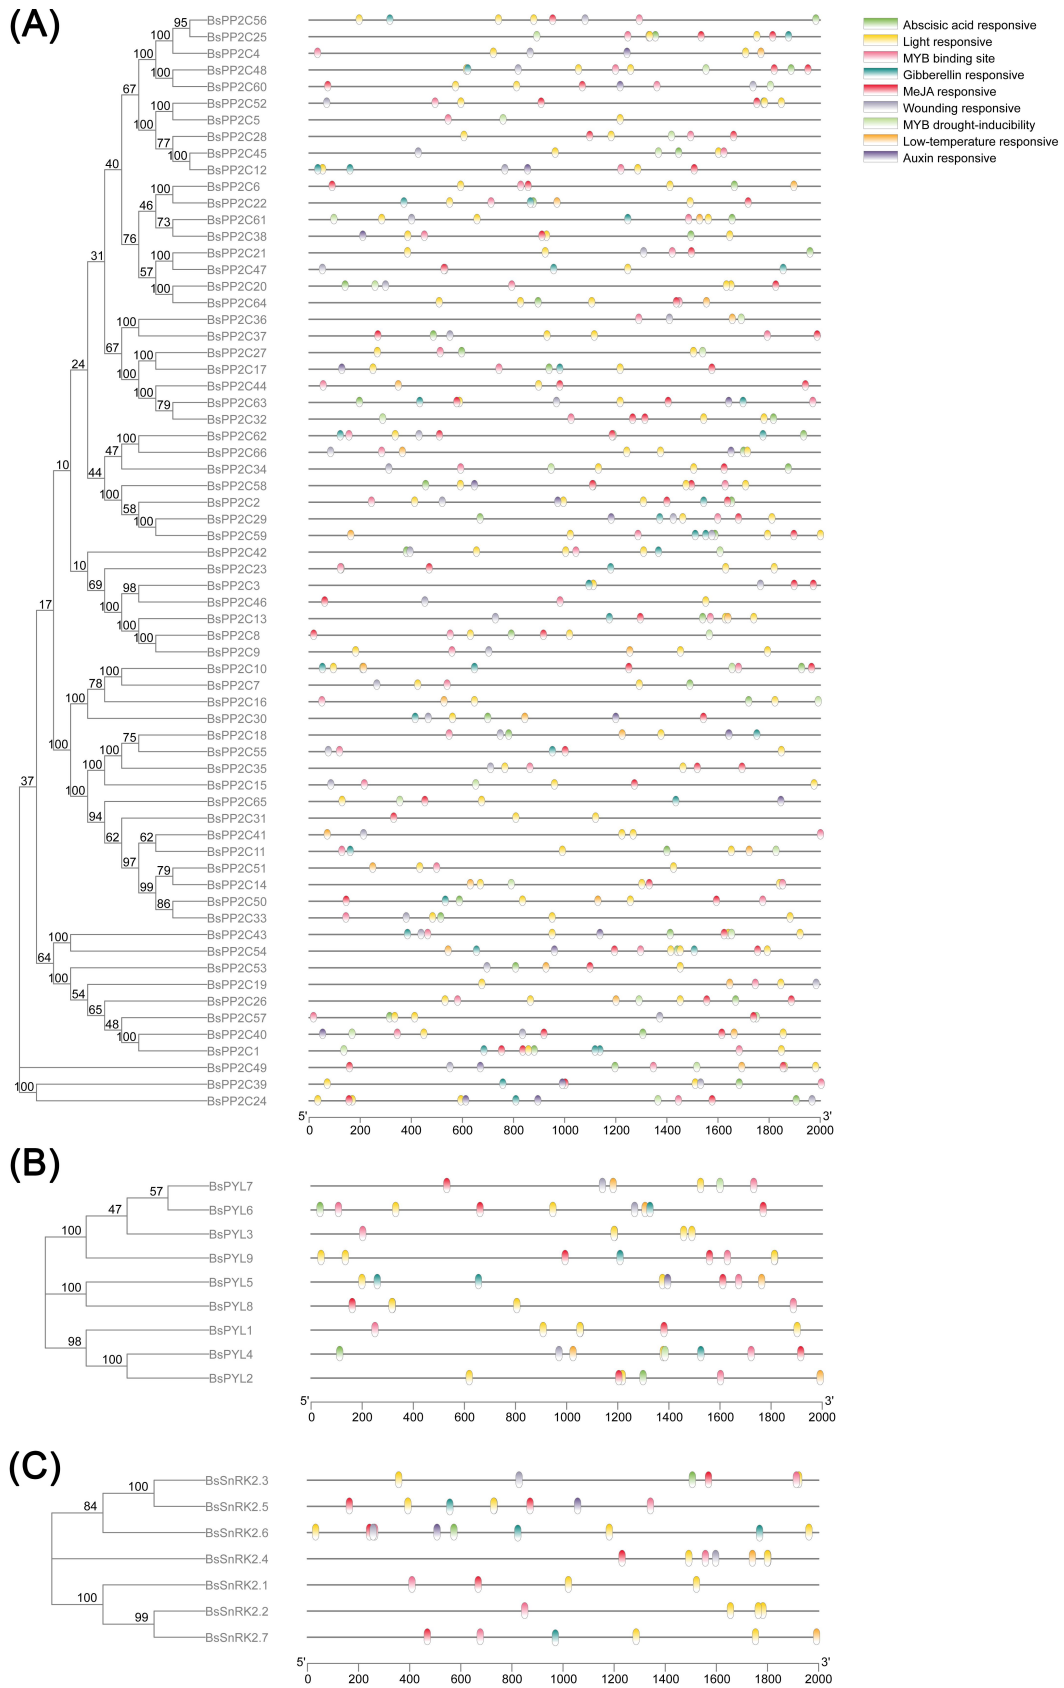 (A)
95
BsPP2C56
100
BsPP2C25
100
BsPP2C4
100
BsPP2C48
67
BsPP2C60
100
BsPP2C52
100
BsPP2C5
77
BsPP2C28
100
BsPP2C45
40
BsPP2C12
100
BsPP2C6
46
BsPP2C22
73
BsPP2C61
76
BsPP2C38
100
BsPP2C21
57
BsPP2C47
31
100
BsPP2C20
BsPP2C64
100
BsPP2C36
67
BsPP2C37
100
BsPP2C27
24
100
BsPP2C17
100
BsPP2C44
79
BsPP2C63
BsPP2C32
100
BsPP2C62
47
BsPP2C66
10
44
BsPP2C34
100
BsPP2C58
58
BsPP2C2
100
BsPP2C29
BsPP2C59
10
BsPP2C42
69
BsPP2C23
98
BsPP2C3
100
BsPP2C46
17
100
BsPP2C13
100
BsPP2C8
BsPP2C9
100
BsPP2C10
78
BsPP2C7
100
BsPP2C16
BsPP2C30
100
75
BsPP2C18
100
BsPP2C55
100
BsPP2C35
37
100
BsPP2C15
94
BsPP2C65
62
BsPP2C31
62
BsPP2C41
97
BsPP2C11
79
BsPP2C51
99
BsPP2C14
86
BsPP2C50
BsPP2C33
100
BsPP2C43
64
BsPP2C54
100
BsPP2C53
54
BsPP2C19
65
BsPP2C26
48
BsPP2C57
100
BsPP2C40
BsPP2C1
BsPP2C49
100
BsPP2C39
BsPP2C24
5' 3'
0 200 400 600 800 1000 1200 1400 1600 1800 2000
Abscisic acid responsive
Light responsive
MYB binding site
Gibberellin responsive
MeJA responsive
Wounding responsive
MYB drought-inducibility
Low-temperature responsive
Auxin responsive
(B)
57
BsPYL7
47
BsPYL6
100
BsPYL3
BsPYL9
100
BsPYL5
BsPYL8
98
BsPYL1
100
BsPYL4
BsPYL2
5' 3'
0 200 400 600 800 1000 1200 1400 1600 1800 2000
(C)
100
BsSnRK2.3
84
BsSnRK2.5
BsSnRK2.6
BsSnRK2.4
100
BsSnRK2.1
99
BsSnRK2.2
BsSnRK2.7
5' 3'
0 200 400 600 800 1000 1200 1400 1600 1800 2000